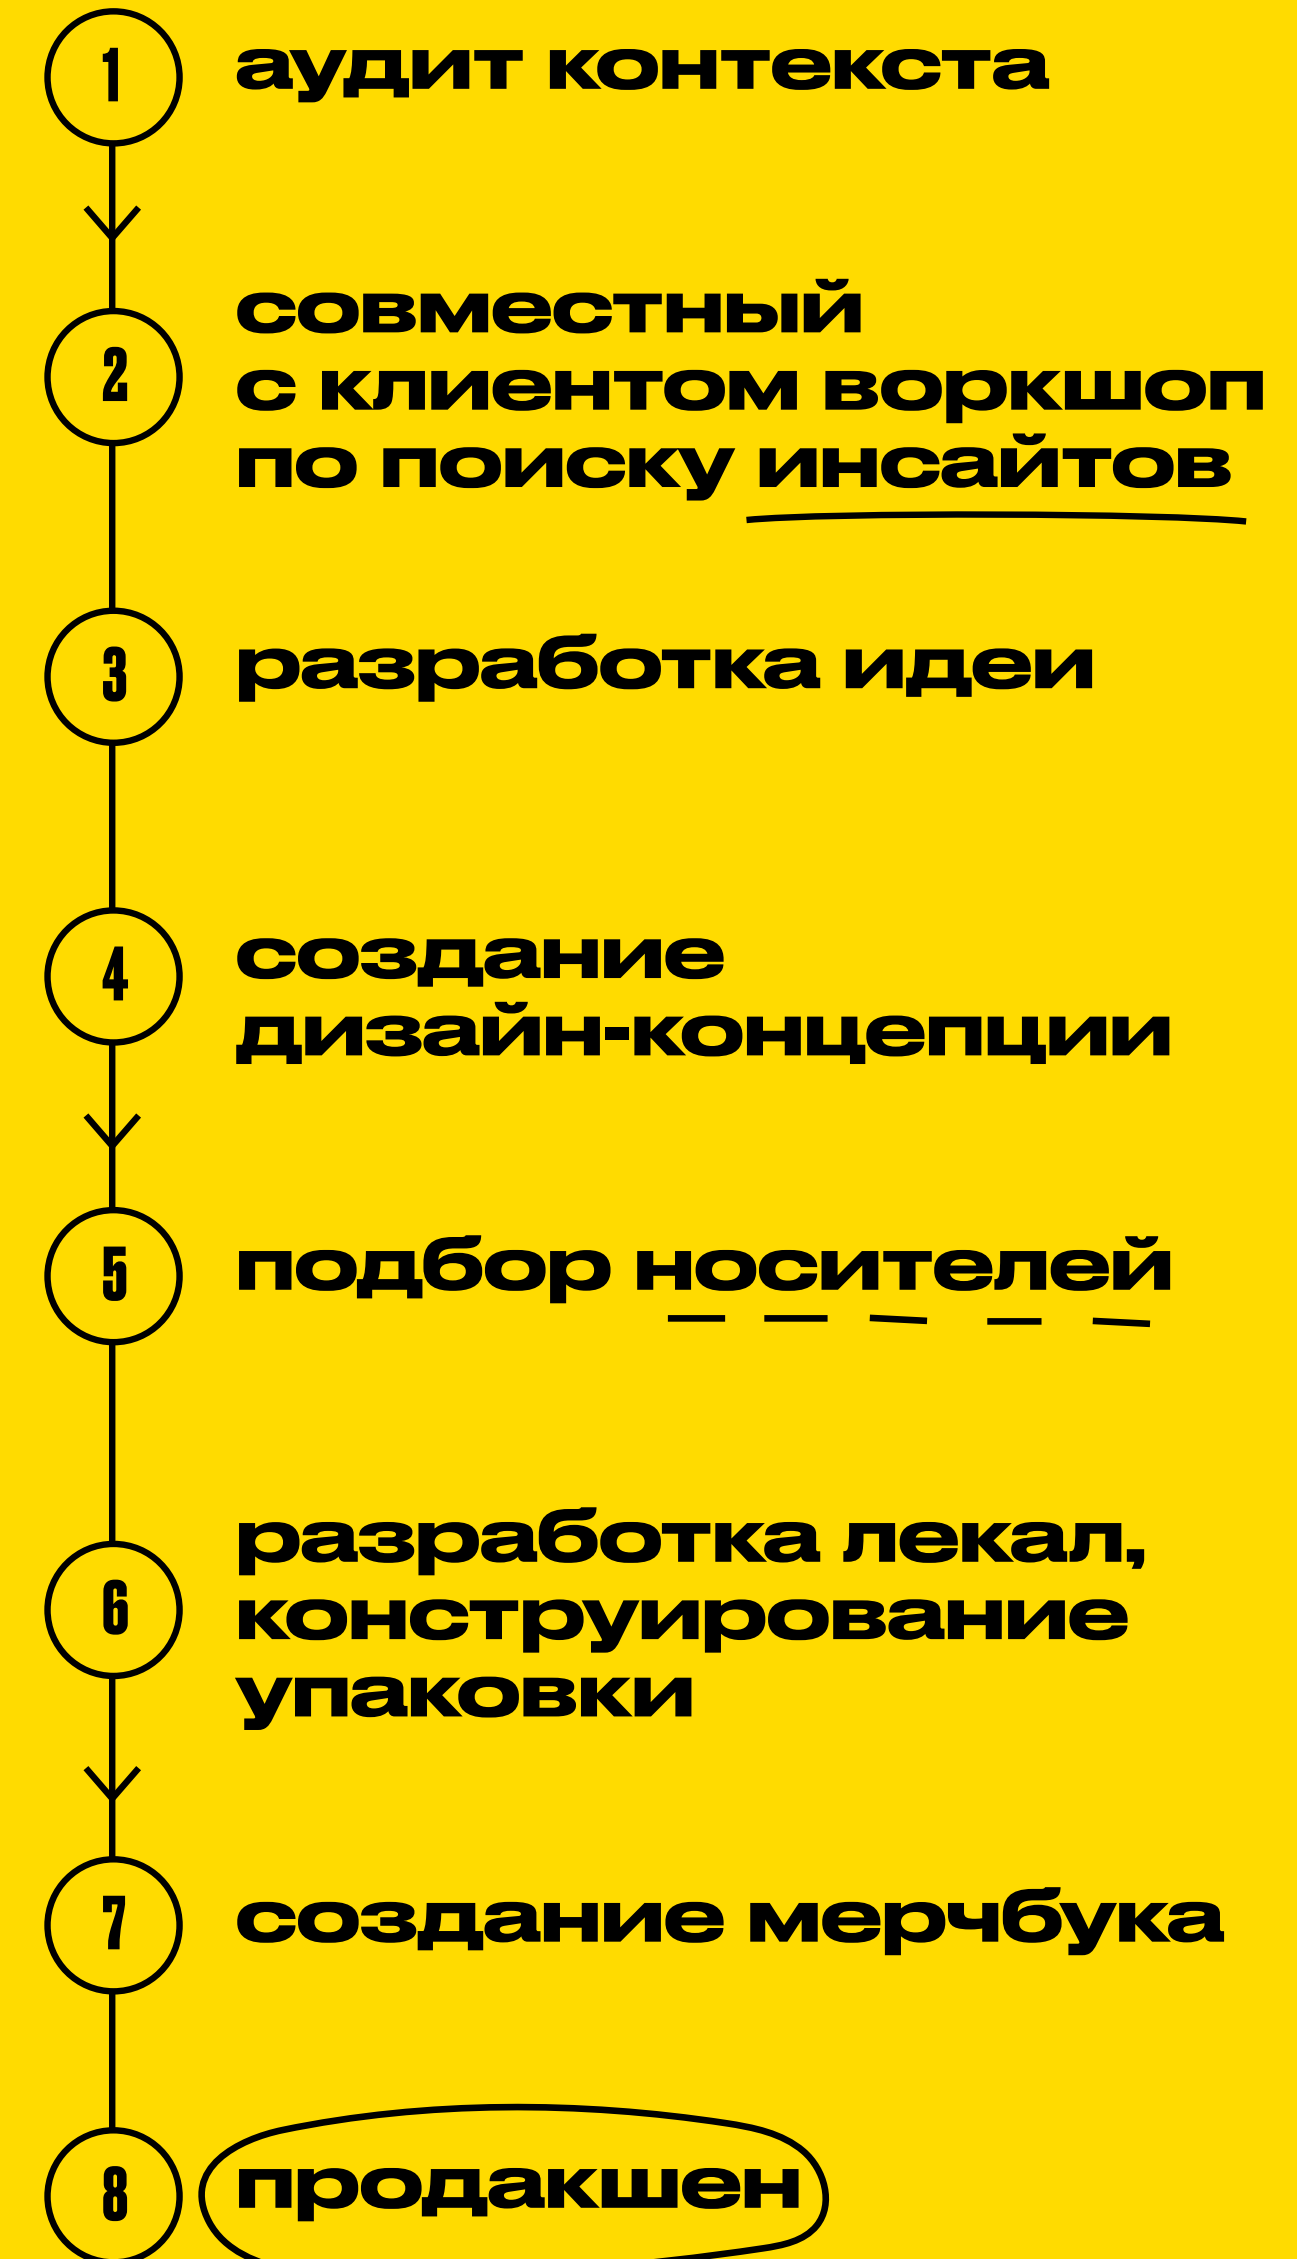 1
аудит контекста
2
совместный
с клиентом воркшоп
по поиску инсайтов
3
разработка идеи
4
создание
дизайн-концепции
5
подбор носителей
6
разработка лекал,
конструирование
упаковки
7
создание мерчбука
8
продакшен